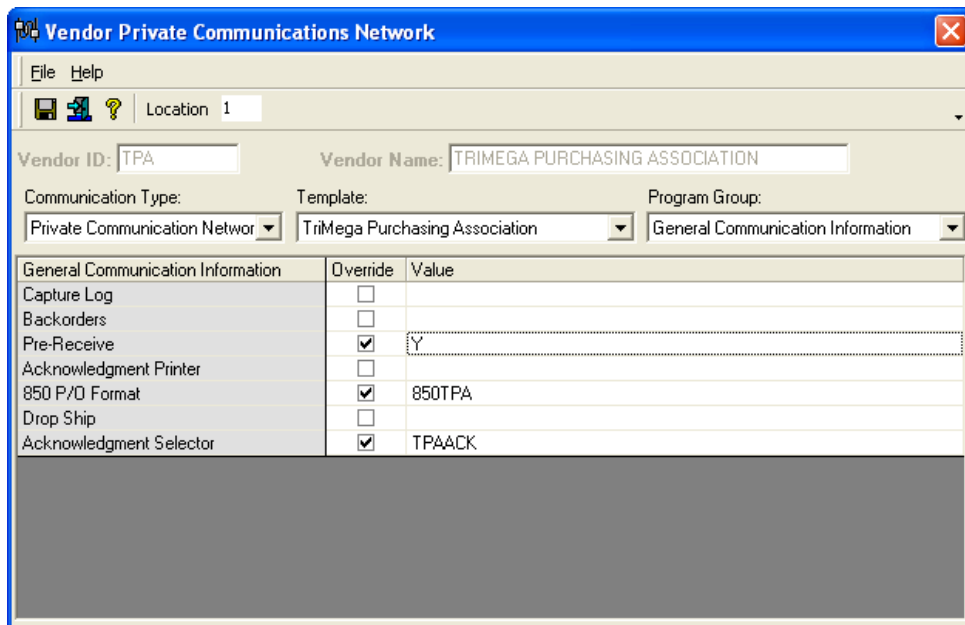 Vendor Private Communications Network
File Help
Location 1
Vendor ID: TPA Vendor Name: TRIMEGA PURCHASING ASSOCIATION
Communication Type: Template: Program Group:
Private Communication Networ TriMega Purchasing Association General Communication Information
General Communication Information Override Value
Capture Log
Backorders
Pre-Receive Y
Acknowledgment Printer
850 P/O Format 850TPA
Drop Ship
Acknowledgment Selector TPAACK